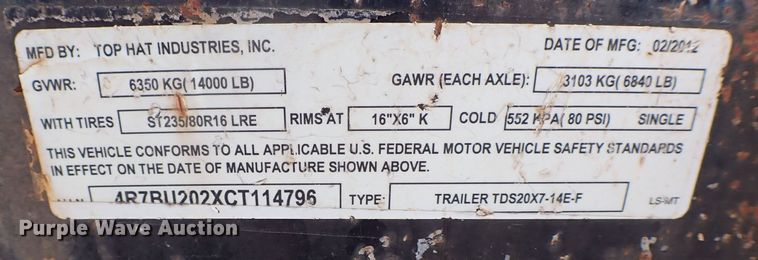 MFD BY: TOP HAT INDUSTRIES, INC. DATE OF MFG: 02/2012
GVWR: 6350 KG( 14000 LB) GAWR (EACH AXLE): 3103 KG( 6840 LB)
WITH TIRES ST235/80R16 LRE RIMS AT 16"X6" K COLD 552 KPA( 80 PSI) SINGLE
THIS VEHICLE CONFORMS TO ALL APPLICABLE U.S. FEDERAL MOTOR VEHICLE SAFETY STANDARDS
IN EFFECT ON THE DATE OF MANUFACTURE SHOWN ABOVE.
4R7BU202XCT114796 TYPE: TRAILER TDS20X7-14E-F
Purple Wave Auction